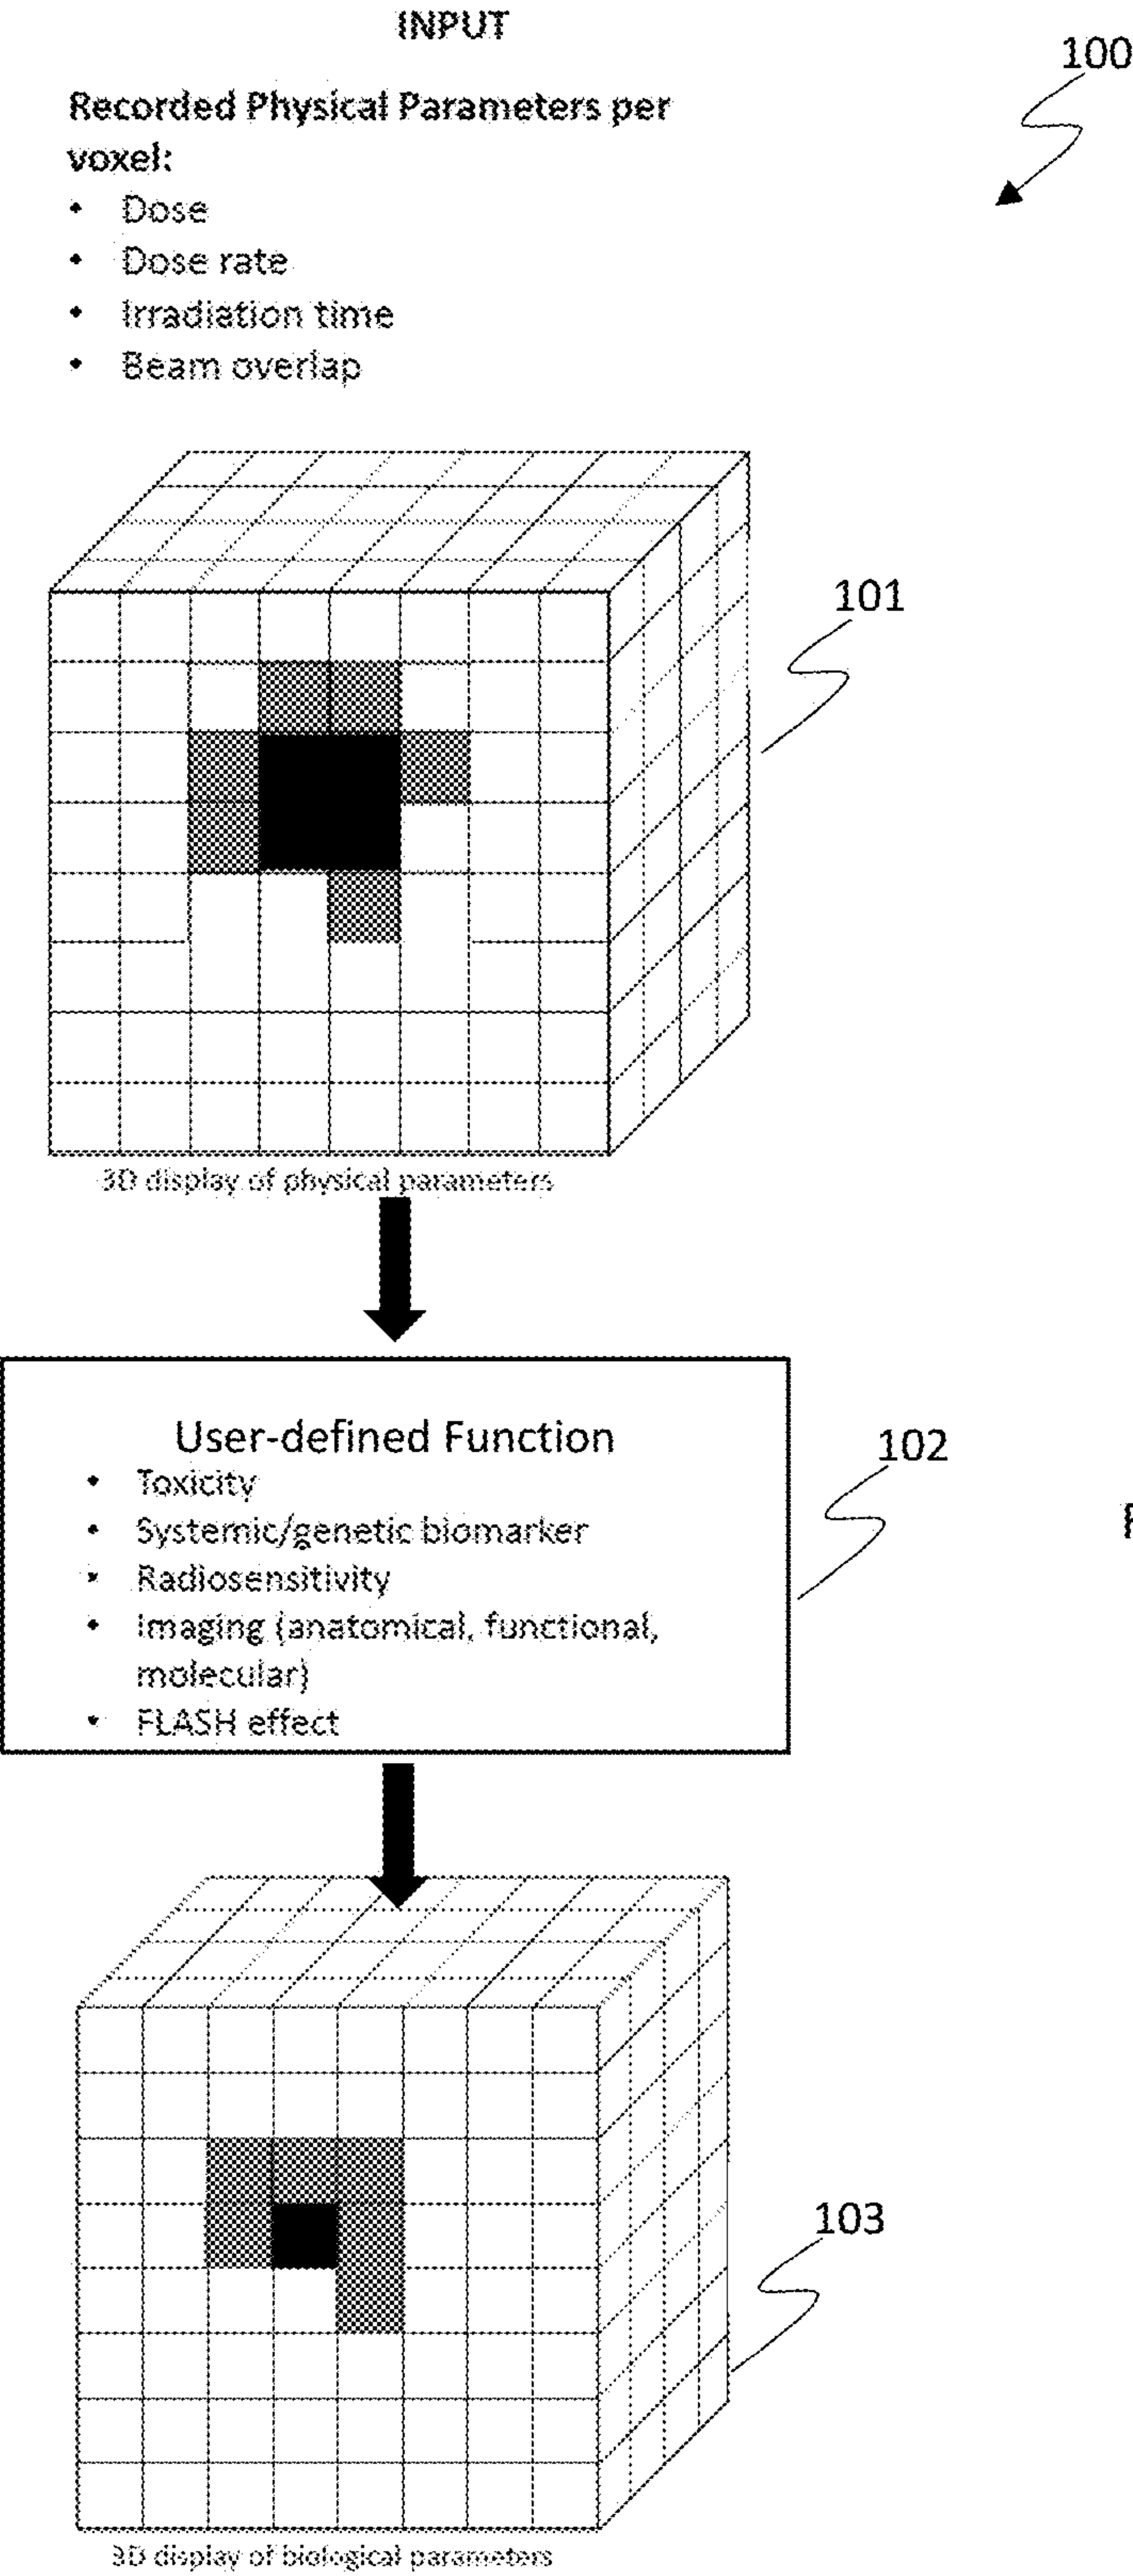 INPUT
100
Recorded Physical Parameters per
voxel:
• Dose
• Dose rate
• Irradiation time
• Beam overlap
101
3D display of physical parameters
User-defined Function
• Toxicity
• Systemic/genetic biomarker
• Radiosensitivity
• Imaging (anatomical, functional,
molecular)
• FLASH effect
102
103
3D display of biological parameters